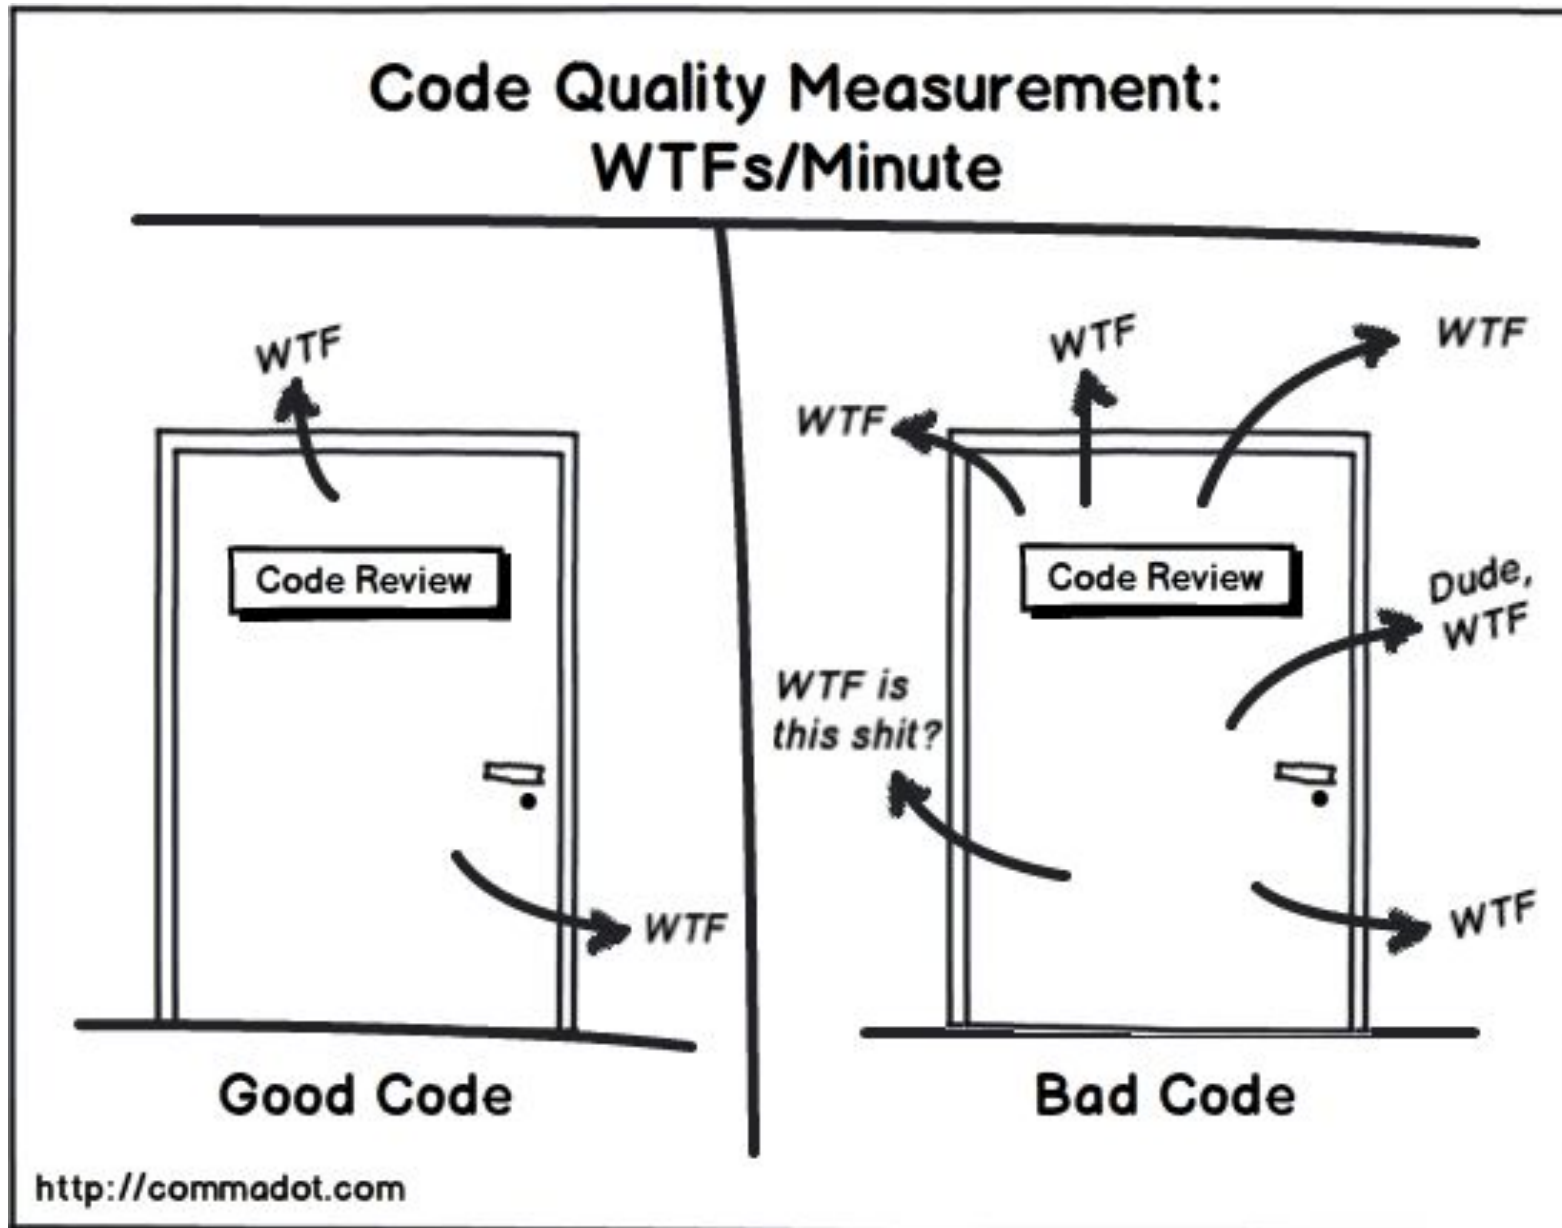 Code Quality Measurement:
WTFs/Minute
WTF
Code Review
WTF
Good Code
WTF
WTF
WTF
Code Review
Dude,
WTF
WTF is
this shit?
WTF
Bad Code
http://commadot.com